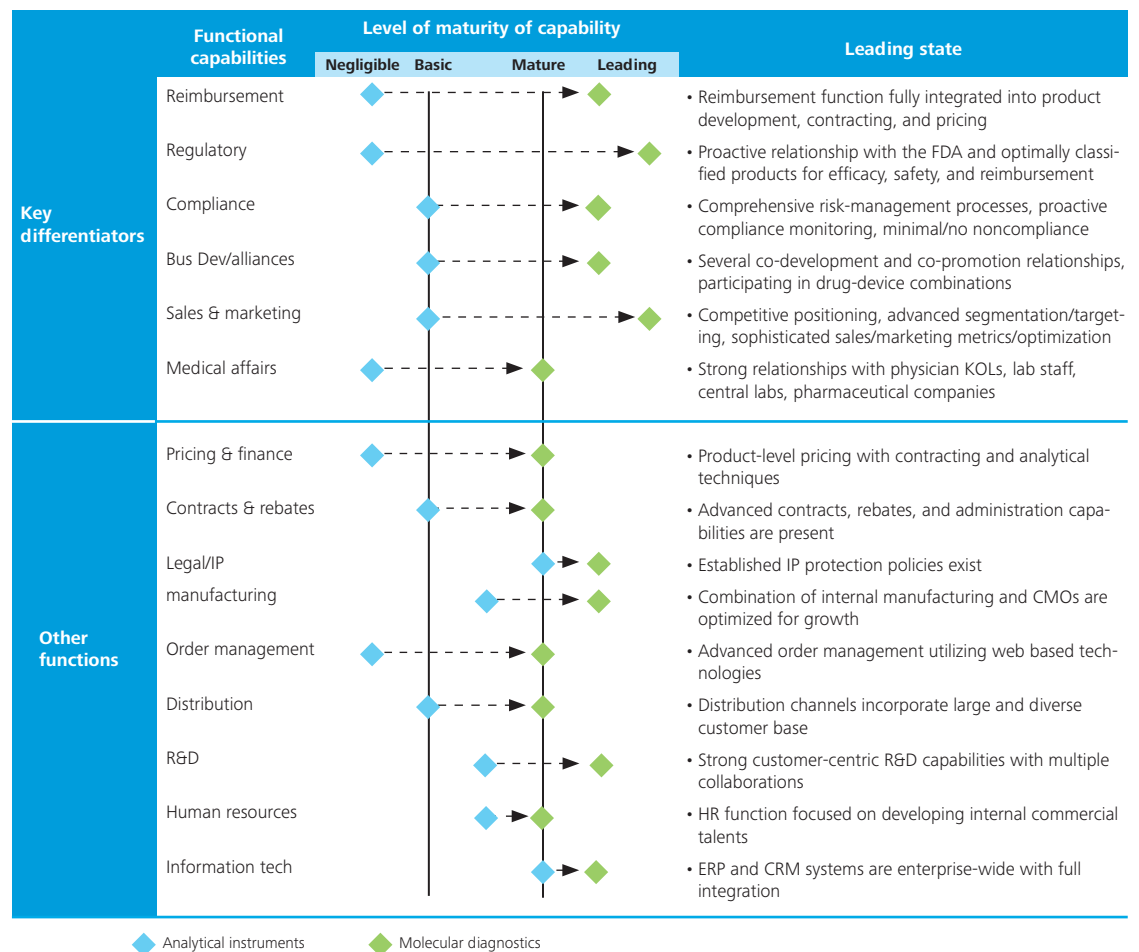 Functional
capabilities
Level of maturity of capability
Leading state
Negligible Basic Mature Leading
Key
differentiators
Reimbursement
• Reimbursement function fully integrated into product
development, contracting, and pricing
Regulatory
• Proactive relationship with the FDA and optimally classi-
fied products for efficacy, safety, and reimbursement
Compliance
• Comprehensive risk-management processes, proactive
compliance monitoring, minimal/no noncompliance
Bus Dev/alliances
• Several co-development and co-promotion relationships,
participating in drug-device combinations
Sales & marketing
• Competitive positioning, advanced segmentation/target-
ing, sophisticated sales/marketing metrics/optimization
Medical affairs
• Strong relationships with physician KOLs, lab staff,
central labs, pharmaceutical companies
Other
functions
Pricing & finance
• Product-level pricing with contracting and analytical
techniques
Contracts & rebates
• Advanced contracts, rebates, and administration capa-
bilities are present
Legal/IP
• Established IP protection policies exist
manufacturing
• Combination of internal manufacturing and CMOs are
optimized for growth
Order management
• Advanced order management utilizing web based tech-
nologies
Distribution
• Distribution channels incorporate large and diverse
customer base
R&D
• Strong customer-centric R&D capabilities with multiple
collaborations
Human resources
• HR function focused on developing internal commercial
talents
Information tech
• ERP and CRM systems are enterprise-wide with full
integration
Analytical instruments
Molecular diagnostics